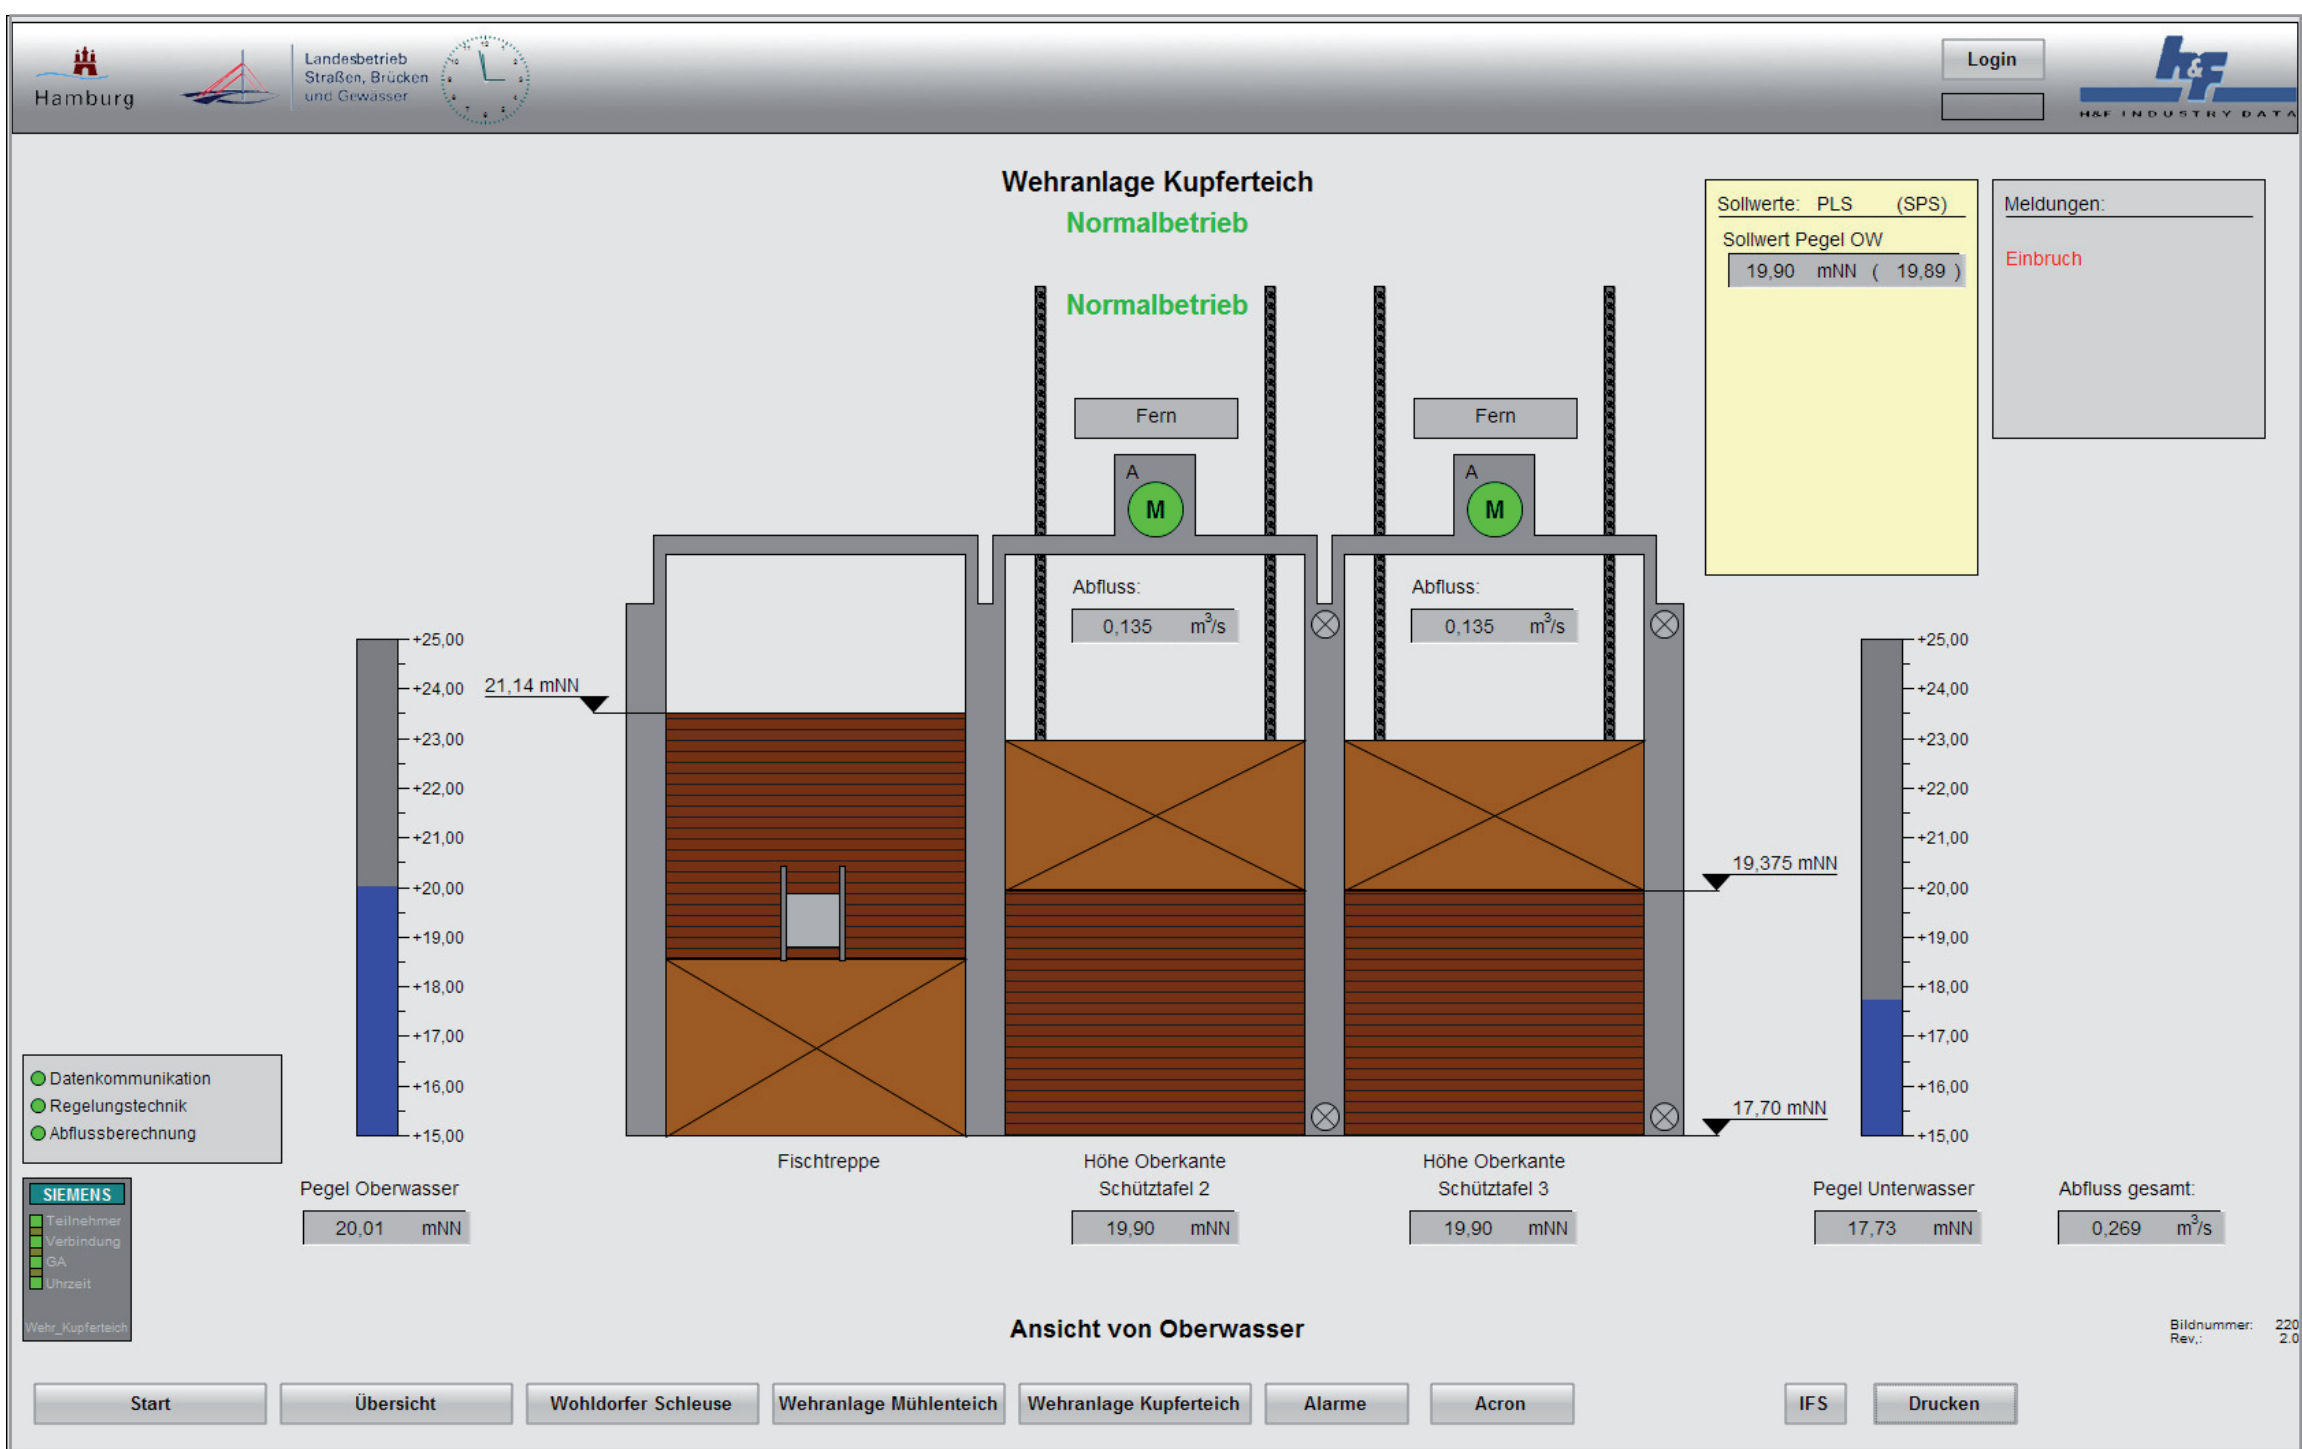 Hamburg
Landesbetrieb
Straßen, Brücken
und Gewässer
Login
h&F
H&F INDUSTRY DATA
Wehranlage Kupferteich
Normalbetrieb
Normalbetrieb
Sollwerte: PLS (SPS)
Sollwert Pegel OW
19,90 mNN ( 19,89 )
Meldungen:
Einbruch
Fern
Fern
A
M
A
M
Abfluss:
0,135 m³/s
Abfluss:
0,135 m³/s
+25,00
+24,00
+23,00
+22,00
+21,00
+20,00
+19,00
+18,00
+17,00
+16,00
+15,00
21,14 mNN
19,375 mNN
17,70 mNN
+25,00
+24,00
+23,00
+22,00
+21,00
+20,00
+19,00
+18,00
+17,00
+16,00
+15,00
Datenkommunikation
Regelungstechnik
Abflussberechnung
SIEMENS
Teilnehmer
Verbindung
GA
Uhrzeit
Wehr_Kupferteich
Pegel Oberwasser
20,01 mNN
Fischtreppe
Höhe Oberkante
Schütztafel 2
19,90 mNN
Höhe Oberkante
Schütztafel 3
19,90 mNN
Pegel Unterwasser
17,73 mNN
Abfluss gesamt:
0,269 m³/s
Ansicht von Oberwasser
Bildnummer: 220
Rev,: 2.0
Start
Übersicht
Wohldorfer Schleuse
Wehranlage Mühlenteich
Wehranlage Kupferteich
Alarme
Acron
IFS
Drucken